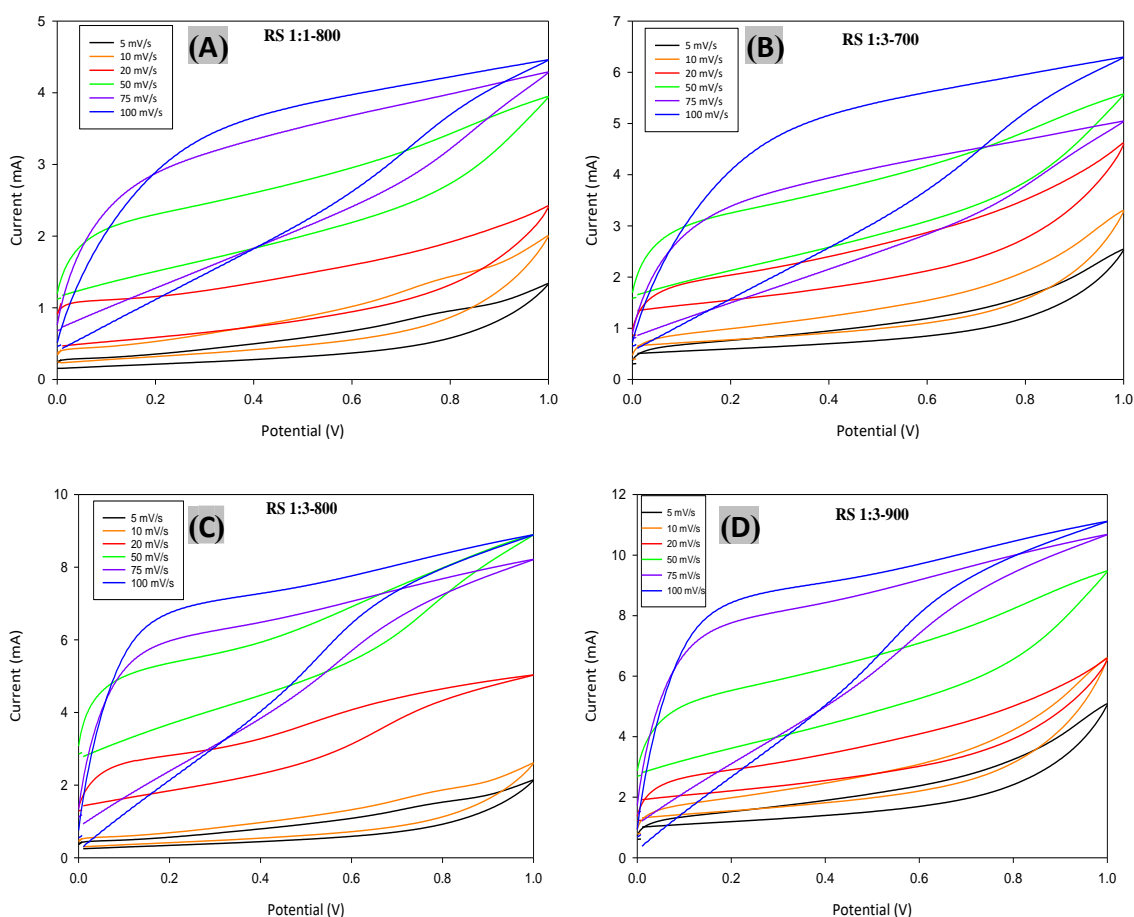 (A)
RS 1:1-800
5 mV/s
10 mV/s
20 mV/s
50 mV/s
75 mV/s
100 mV/s
Current (mA)
5
4
3
2
1
0
0.0 0.2 0.4 0.6 0.8 1.0
Potential (V)
(B)
RS 1:3-700
5 mV/s
10 mV/s
20 mV/s
50 mV/s
75 mV/s
100 mV/s
Current (mA)
7
6
5
4
3
2
1
0
0.0 0.2 0.4 0.6 0.8 1.0
Potential (V)
(C)
RS 1:3-800
5 mV/s
10 mV/s
20 mV/s
50 mV/s
75 mV/s
100 mV/s
Current (mA)
10
8
6
4
2
0
0.0 0.2 0.4 0.6 0.8 1.0
Potential (V)
(D)
RS 1:3-900
5 mV/s
10 mV/s
20 mV/s
50 mV/s
75 mV/s
100 mV/s
Current (mA)
12
10
8
6
4
2
0
0.0 0.2 0.4 0.6 0.8 1.0
Potential (V)